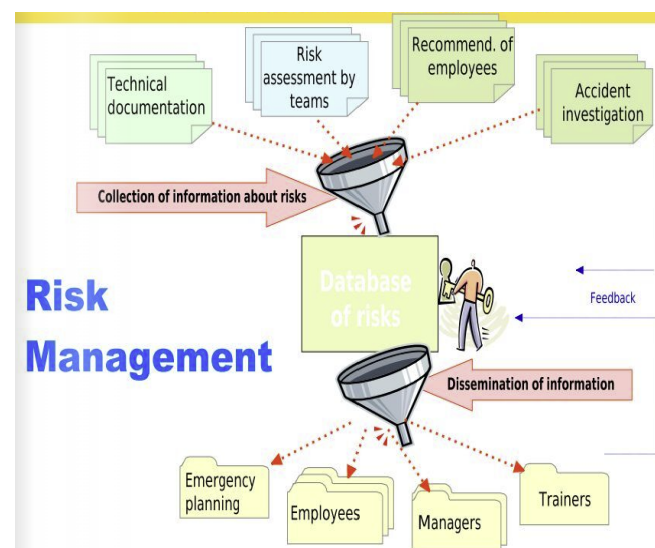 Technical
documentation
Risk
assessment by
teams
Recommend. of
employees
Accident
investigation
Collection of information about risks
Database
of risks
Risk
Management
Feedback
Dissemination of information
Emergency
planning
Employees
Managers
Trainers